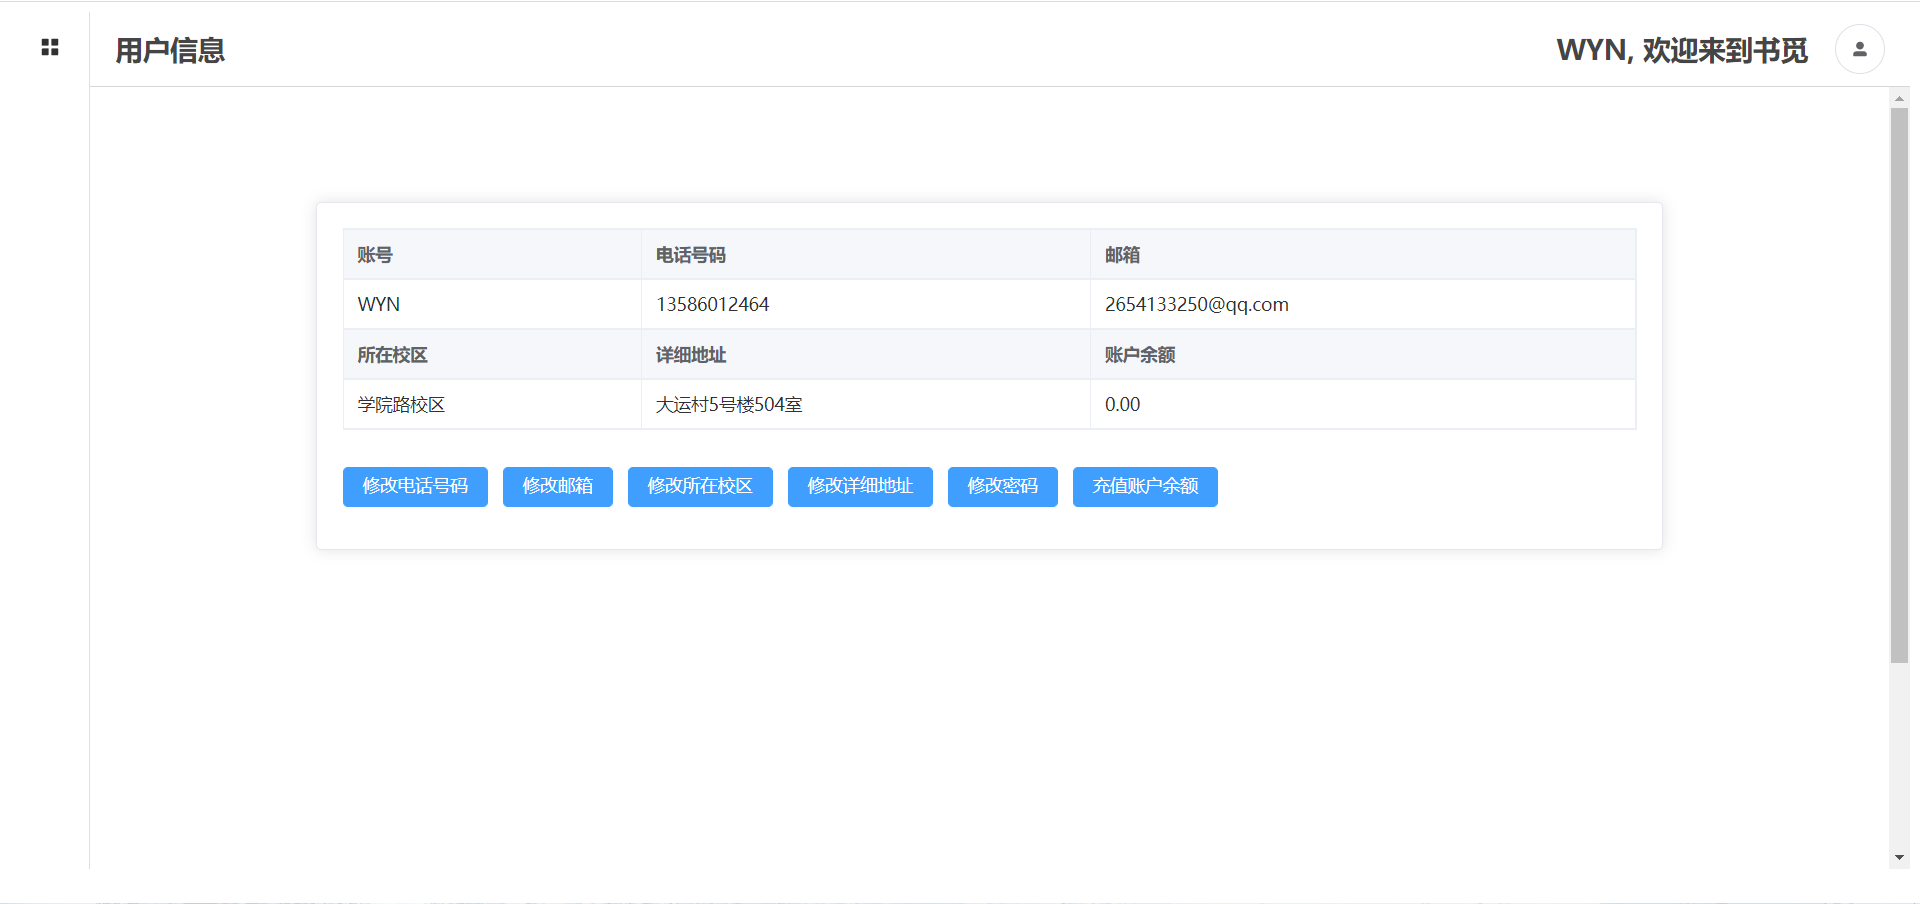 用户信息
WYN, 欢迎来到书觅
账号 电话号码 邮箱
WYN 13586012464 2654133250@qq.com
所在校区 详细地址 账户余额
学院路校区 大运村5号楼504室 0.00
修改电话号码 修改邮箱 修改所在校区 修改详细地址 修改密码 充值账户余额